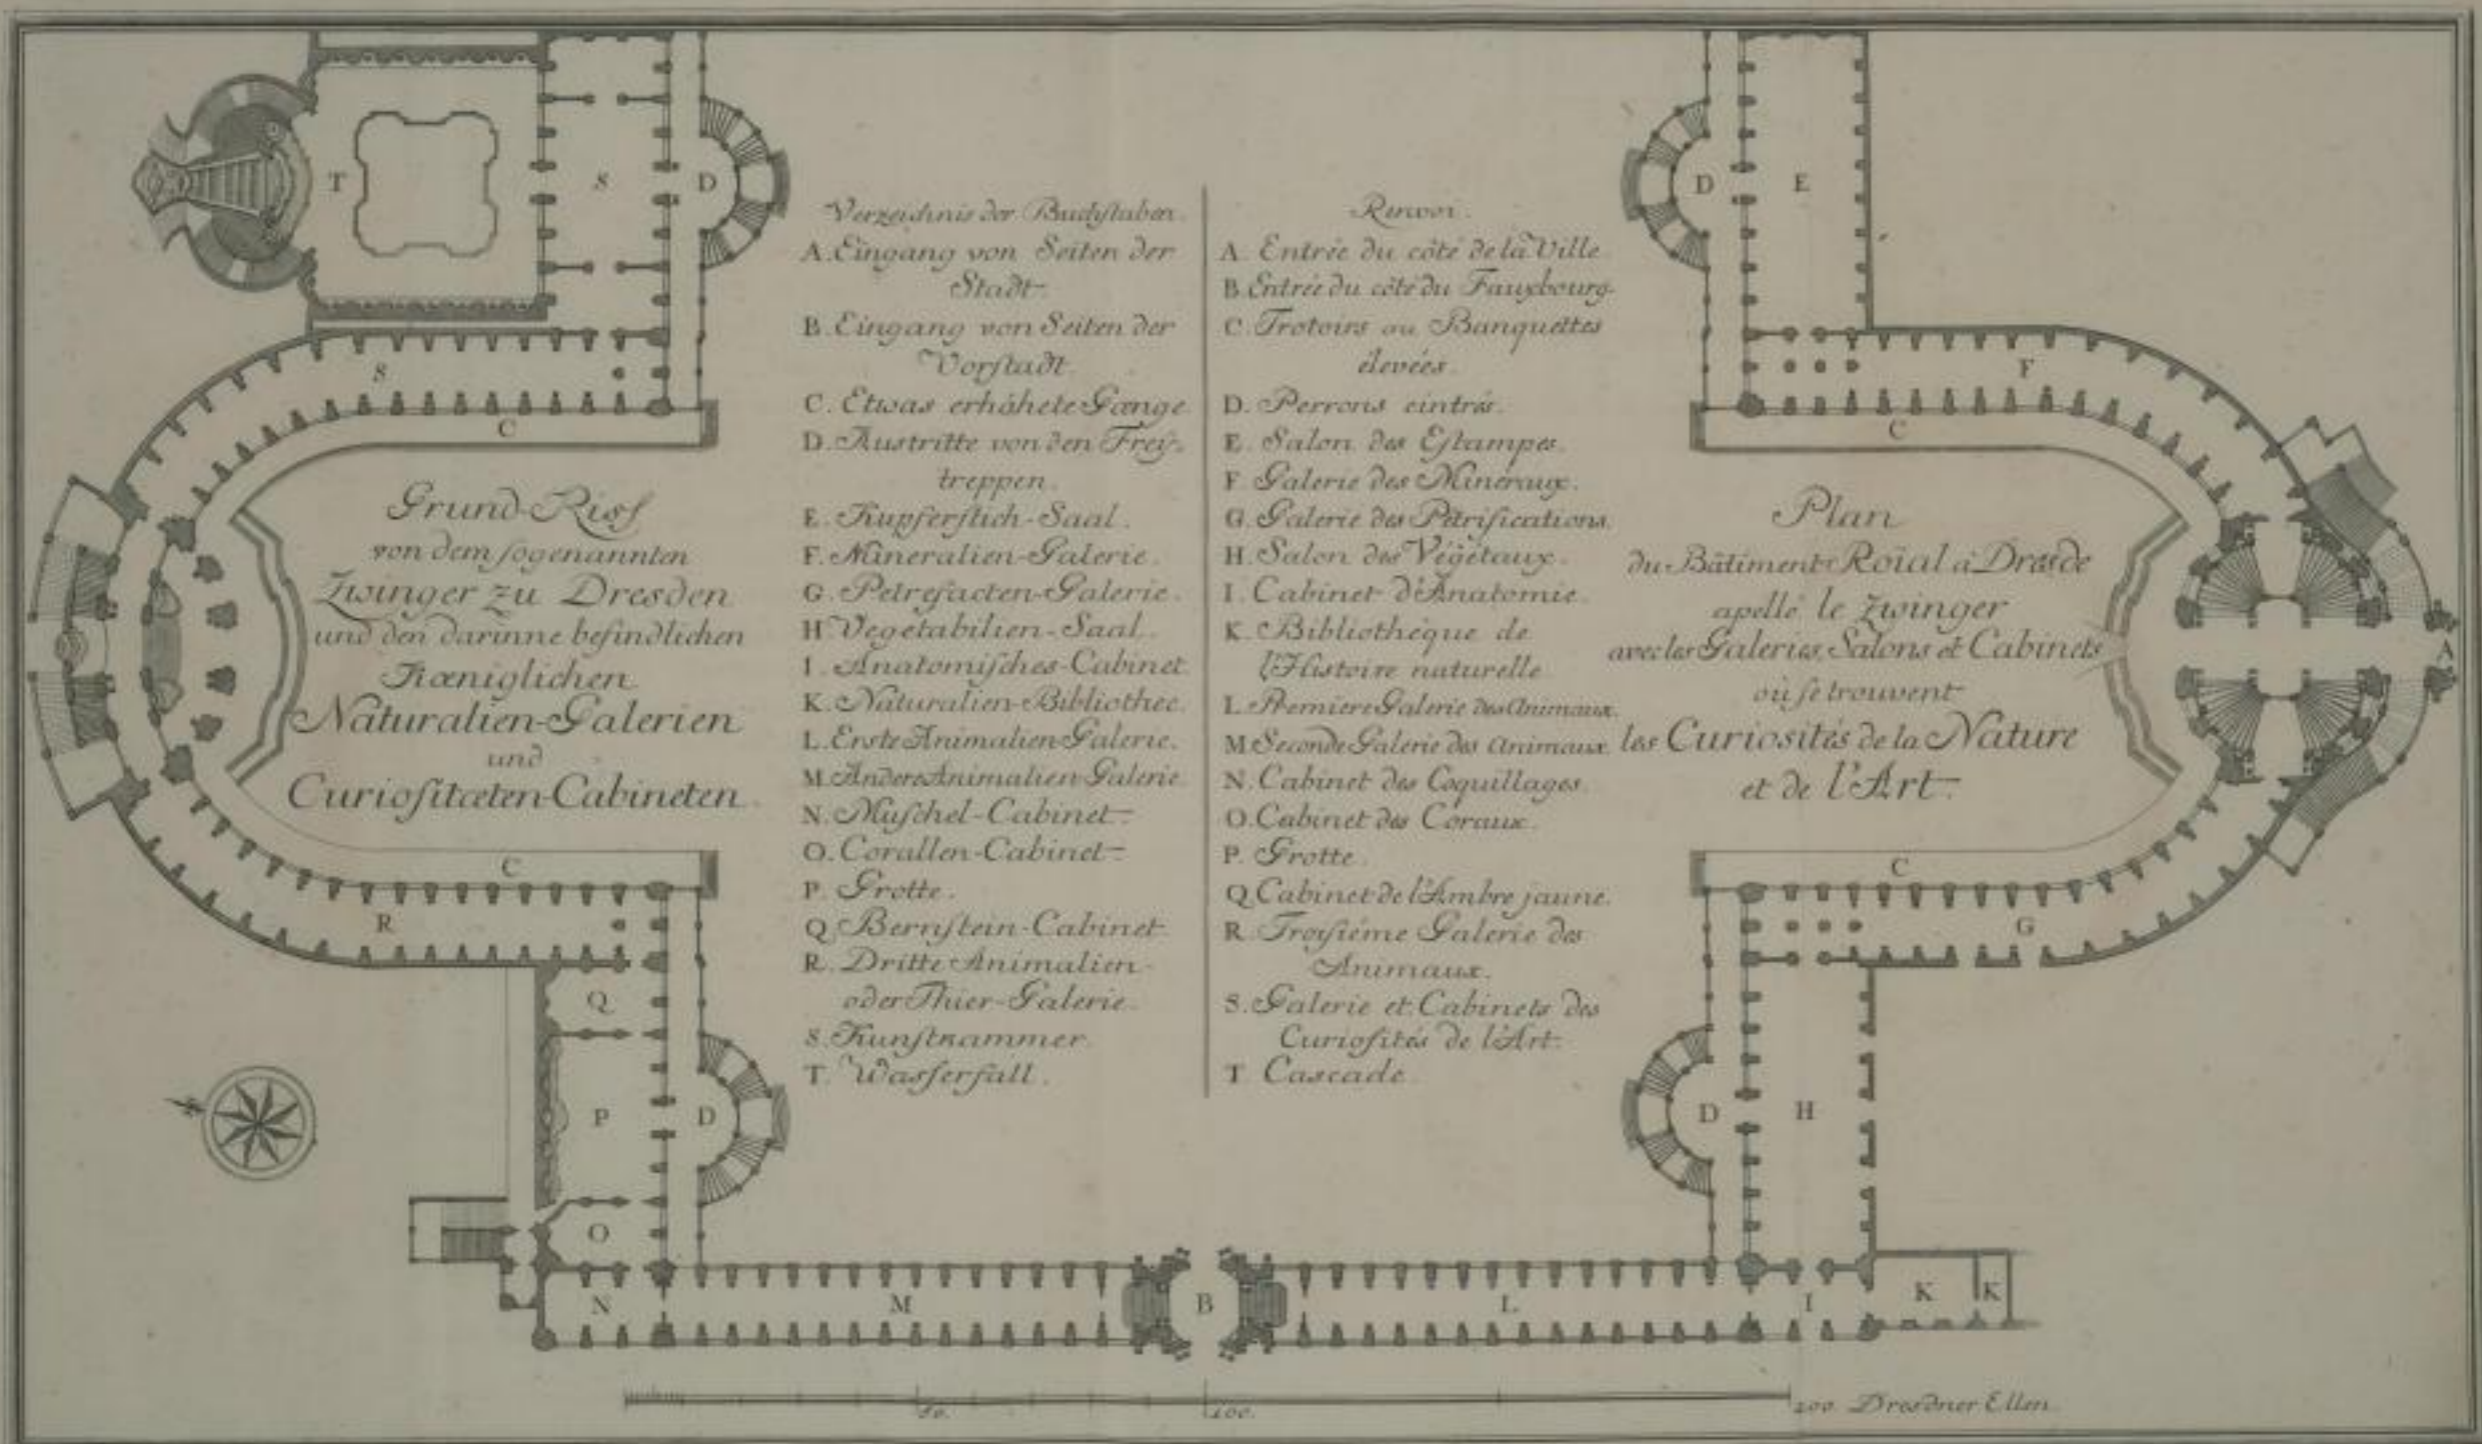 Grund-Riss
von dem sogenannten
Zwinger zu Dresden
und den darinne befindlichen
Kœniglichen
Naturalien-Galerien
und
Curiositæten-Cabineten.
Verzeichnis der Buchstaben.
A. Eingang von Seiten der
Stadt.
B. Eingang von Seiten der
Vorstadt.
C. Etwas erhöhete Gænge
D. Austritte von den Frey-
treppen.
E. Kupferstich-Saal.
F. Mineralien-Galerie.
G. Petrefacten-Galerie.
H. Vegetabilien-Saal.
I. Anatomisches-Cabinet
K. Naturalien-Bibliothec.
L. Erste Animalien-Galerie.
M. Andere Animalien-Galerie
N. Muschel-Cabinet.
O. Corallen-Cabinet.
P. Grotte.
Q. Bernstein-Cabinet
R. Dritte Animalien-
oder Thier-Galerie.
S. Kunstkammer.
T. Wasserfall.
Renvoi.
A. Entrée du côté de la Ville
B. Entrée du côté du Fauxbourg.
C. Trotoirs ou Banquettes
élevées.
D. Perrons
E. Salon des Estampes.
F. Galerie des Mineraux.
G. Galerie des Pétrifications.
H. Salon des Végétaux.
I. Cabinet d'Anatomie.
K. Bibliothéque de
l'Histoire naturelle
L. Premiere Galerie des Animaux.
M. Seconde Galerie des Animaux.
N. Cabinet des Coquillages.
O. Cabinet des Coraux.
P. Grotte.
Q. Cabinet de l'Ambre jaune.
R. Troisiéme Galerie des
Animaux.
S. Galerie et Cabinets des
Curiosités de l'Art.
T. Cascade.
Plan
du Bâtiment Roïal à Dresde
apellé le Zwinger
avec les Galeries, Salons et Cabinets
où se trouvent
les Curiosités de la Nature
et de l'Art.
T
S
D
D
E
S
C
F
C
A
C
R
C
G
Q
P
D
D
H
O
N
M
B
L
I
K
K
50.
100.
200. Dresdner Ellen.